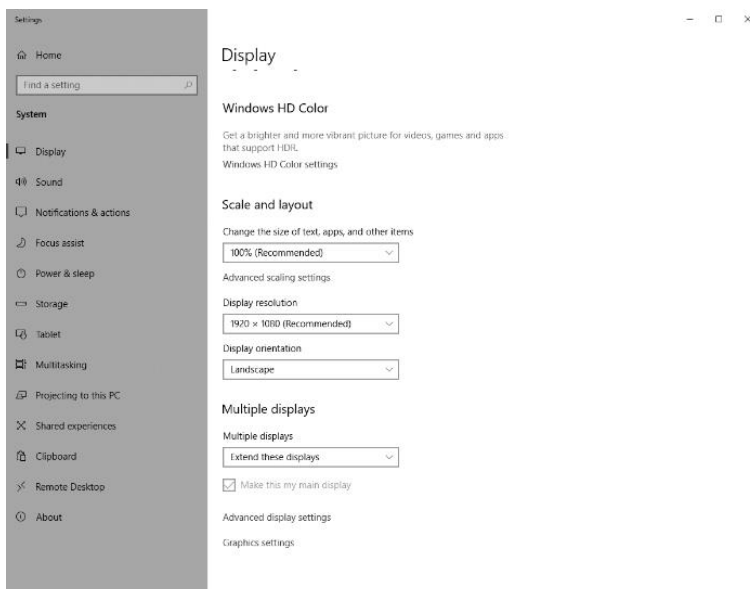 Settings
Home
Find a setting
System
Display
Sound
Notifications & actions
Focus assist
Power & sleep
Storage
Tablet
Multitasking
Projecting to this PC
Shared experiences
Clipboard
Remote Desktop
About
Display
Windows HD Color
Get a brighter and more vibrant picture for videos, games and apps
that support HDR.
Windows HD Color settings
Scale and layout
Change the size of text, apps, and other items
100% (Recommended)
Advanced scaling settings
Display resolution
1920 × 1080 (Recommended)
Display orientation
Landscape
Multiple displays
Multiple displays
Extend these displays
Make this my main display
Advanced display settings
Graphics settings